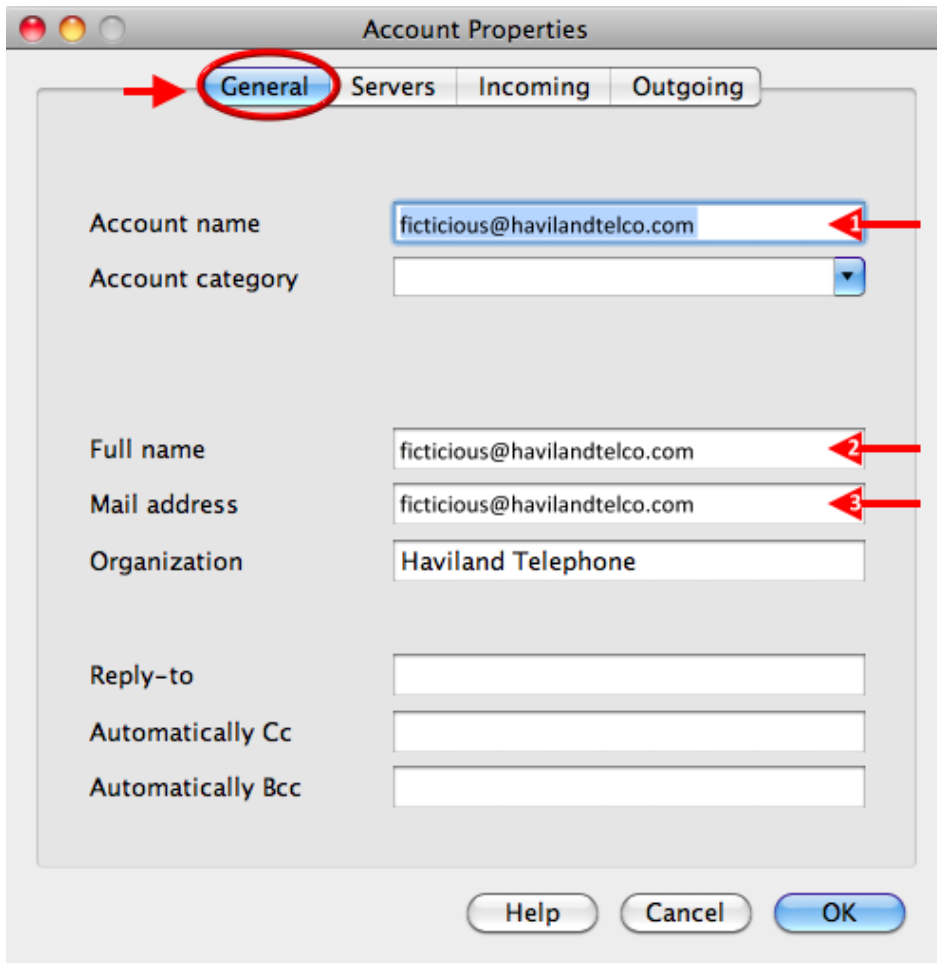 Account Properties
General Servers Incoming Outgoing
Account name ficticious@havilandtelco.com 1
Account category
Full name ficticious@havilandtelco.com 2
Mail address ficticious@havilandtelco.com 3
Organization Haviland Telephone
Reply-to
Automatically Cc
Automatically Bcc
Help Cancel OK